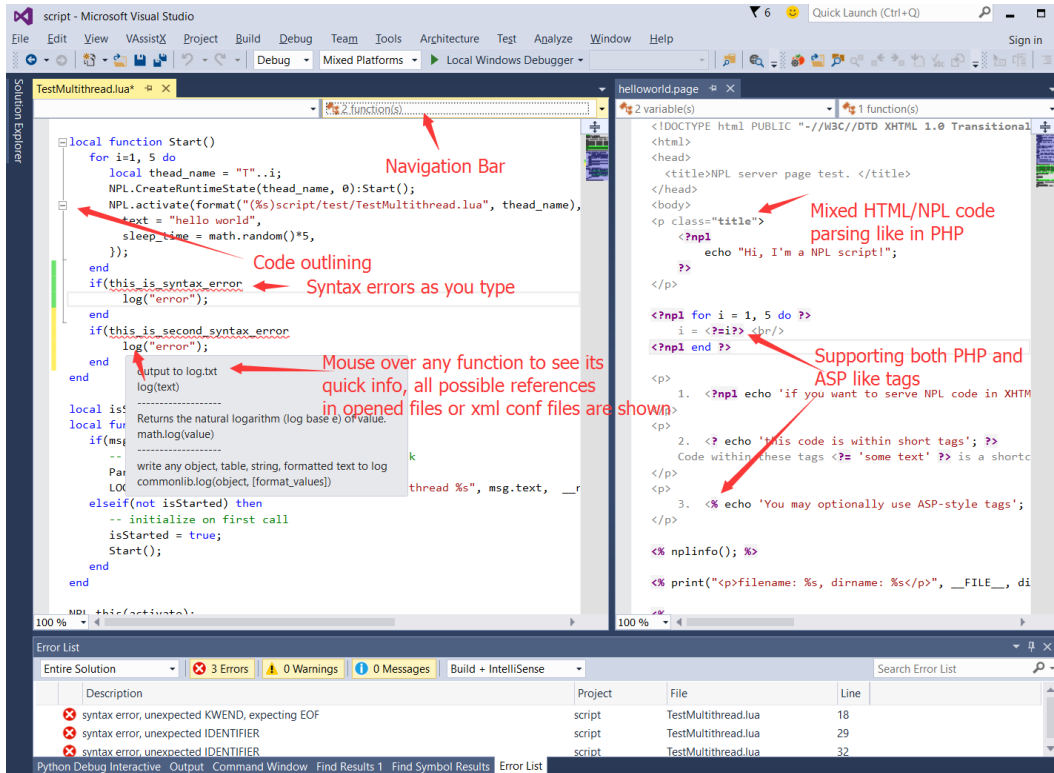 script - Microsoft Visual Studio
6
Quick Launch (Ctrl+Q)
File Edit View VAssistX Project Build Debug Team Tools Architecture Test Analyze Window Help
Sign in
Debug Mixed Platforms Local Windows Debugger
Solution Explorer
TestMultithread.lua*
2 function(s)
local function Start()
for i=1, 5 do
local thead_name = "T"..i;
NPL.CreateRuntimeState(thead_name, 0):Start();
NPL.activate(format("(%s)script/test/TestMultithread.lua", thead_name),
text = "hello world",
sleep_time = math.random()*5,
});
end
if(this_is_syntax_error
log("error");
end
if(this_is_second_syntax_error
log("error");
end
end
local isS
local fun
if(msg
--
k
Par
LOG
thread %s", msg.text, __r
elseif(not isStarted) then
-- initialize on first call
isStarted = true;
Start();
end
end
NPL.this(activate);
100 %
Navigation Bar
Code outlining
Syntax errors as you type
Mouse over any function to see its
quick info, all possible references
in opened files or xml conf files are shown
output to log.txt
log(text)
-------------------
Returns the natural logarithm (log base e) of value.
math.log(value)
-------------------
write any object, table, string, formatted text to log
commonlib.log(object, [format_values])
helloworld.page
2 variable(s)
1 function(s)
<!DOCTYPE html PUBLIC "-//W3C//DTD XHTML 1.0 Transitional
<html>
<head>
<title>NPL server page test. </title>
</head>
<body>
<p class="title">
<?npl
echo "Hi, I'm a NPL script!";
?>
</p>
<?npl for i = 1, 5 do ?>
i = <?=i?> <br/>
<?npl end ?>
<p>
1. <?npl echo 'if you want to serve NPL code in XHTM
</p>
<p>
2. <? echo 'this code is within short tags'; ?>
Code within these tags <?= 'some text' ?> is a shortc
</p>
<p>
3. <% echo 'You may optionally use ASP-style tags';
</p>
<% nplinfo(); %>
<% print("<p>filename: %s, dirname: %s</p>", __FILE__, di
<%
100 %
Mixed HTML/NPL code
parsing like in PHP
Supporting both PHP and
ASP like tags
Error List
Entire Solution 3 Errors 0 Warnings 0 Messages Build + IntelliSense Search Error List
Description Project File Line
syntax error, unexpected KWEND, expecting EOF script TestMultithread.lua 18
syntax error, unexpected IDENTIFIER script TestMultithread.lua 29
syntax error, unexpected IDENTIFIER script TestMultithread.lua 32
Python Debug Interactive Output Command Window Find Results 1 Find Symbol Results Error List